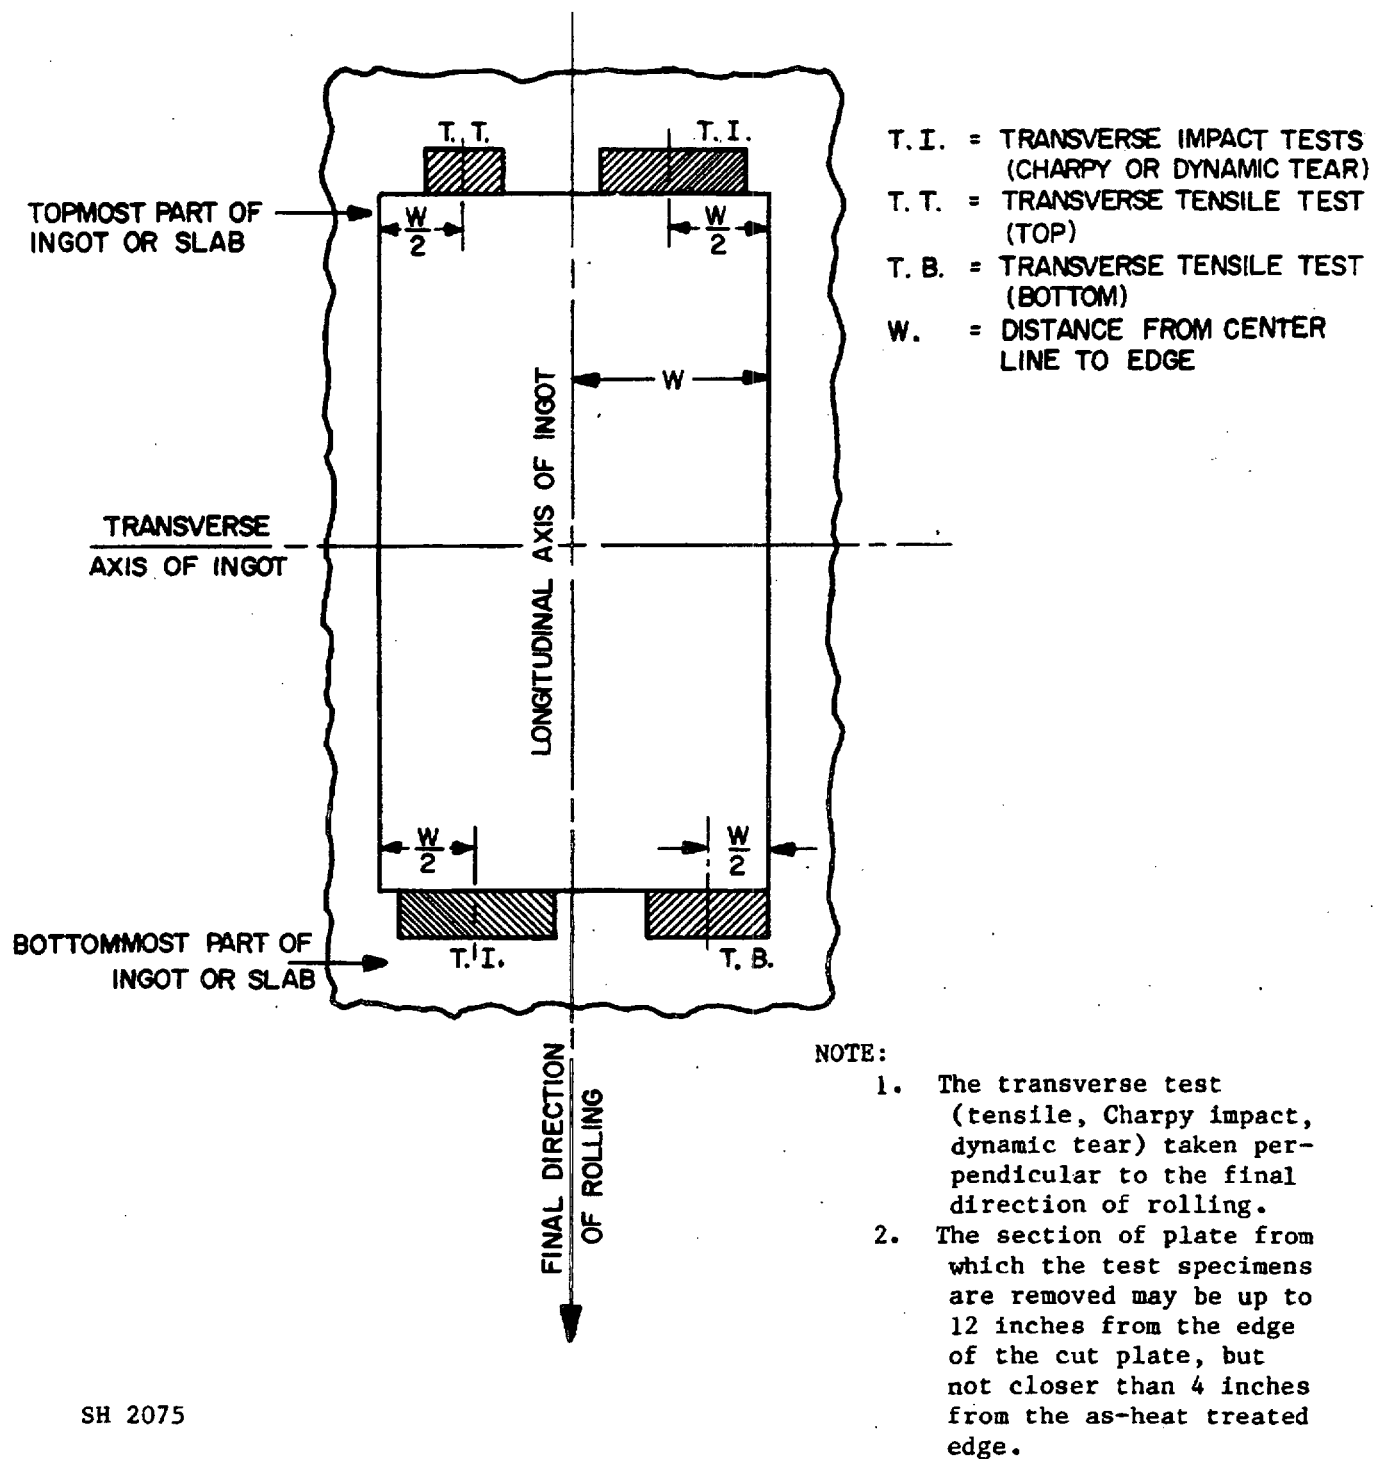 T. T.
T. I.
T.I. = TRANSVERSE IMPACT TESTS
(CHARPY OR DYNAMIC TEAR)
T. T. = TRANSVERSE TENSILE TEST
(TOP)
T. B. = TRANSVERSE TENSILE TEST
(BOTTOM)
W. = DISTANCE FROM CENTER
LINE TO EDGE
TOPMOST PART OF
INGOT OR SLAB
W
2
W
2
W
LONGITUDINAL AXIS OF INGOT
TRANSVERSE
AXIS OF INGOT
W
2
W
2
BOTTOMMOST PART OF
INGOT OR SLAB
T. I.
T. B.
FINAL DIRECTION
OF ROLLING
NOTE:
1. The transverse test
(tensile, Charpy impact,
dynamic tear) taken per-
pendicular to the final
direction of rolling.
2. The section of plate from
which the test specimens
are removed may be up to
12 inches from the edge
of the cut plate, but
not closer than 4 inches
from the as-heat treated
edge.
SH 2075